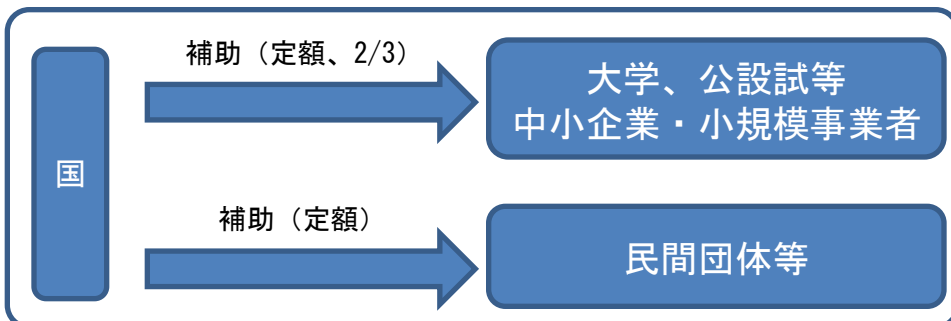 国
補助（定額、2/3）
大学、公設試等
中小企業・小規模事業者
補助（定額）
民間団体等